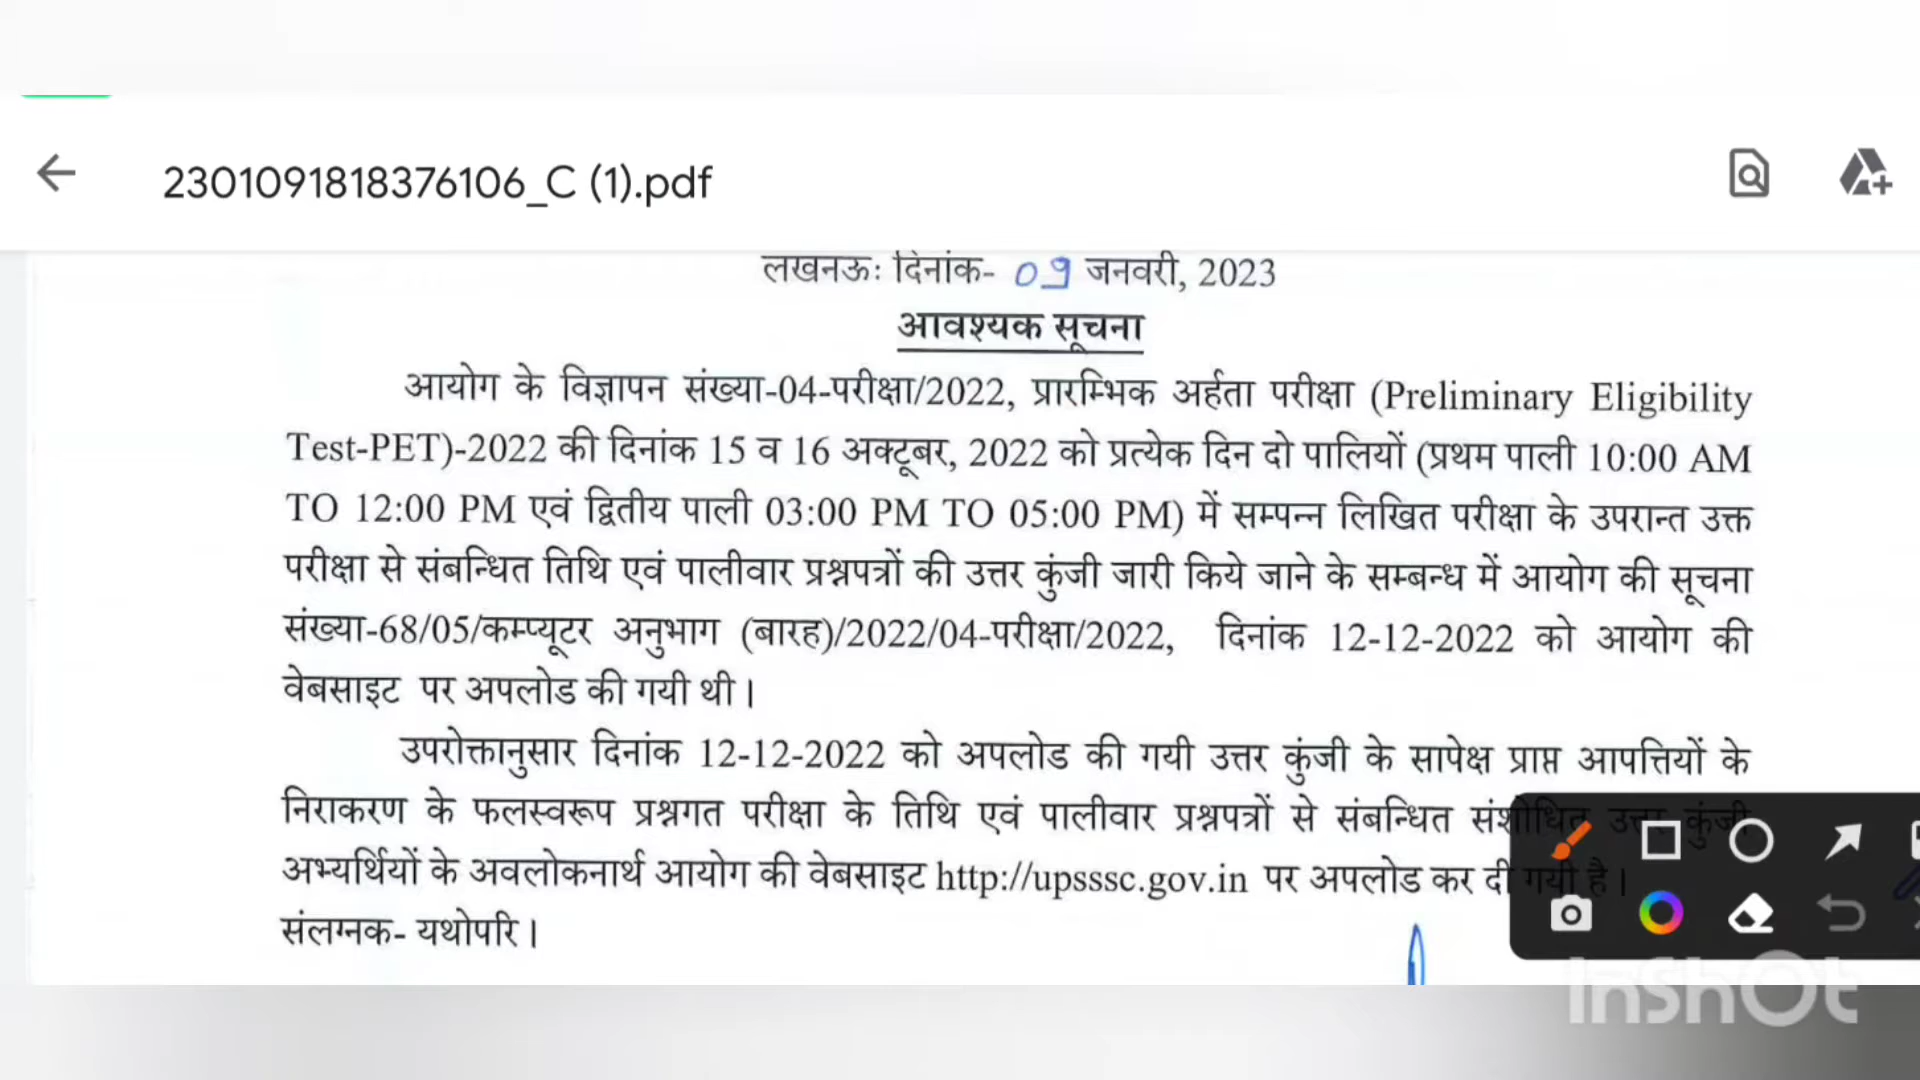 2301091818376106_C (1).pdf
लखनऊः दिनांक- 09 जनवरी, 2023
आवश्यक सूचना
आयोग के विज्ञापन संख्या-04-परीक्षा/2022, प्रारम्भिक अर्हता परीक्षा (Preliminary Eligibility
Test-PET)-2022 की दिनांक 15 व 16 अक्टूबर, 2022 को प्रत्येक दिन दो पालियों (प्रथम पाली 10:00 AM
TO 12:00 PM एवं द्वितीय पाली 03:00 PM TO 05:00 PM) में सम्पन्न लिखित परीक्षा के उपरान्त उक्त
परीक्षा से संबन्धित तिथि एवं पालीवार प्रश्नपत्रों की उत्तर कुंजी जारी किये जाने के सम्बन्ध में आयोग की सूचना
संख्या-68/05/कम्प्यूटर अनुभाग (बारह)/2022/04-परीक्षा/2022, दिनांक 12-12-2022 को आयोग की
वेबसाइट पर अपलोड की गयी थी।
उपरोक्तानुसार दिनांक 12-12-2022 को अपलोड की गयी उत्तर कुंजी के सापेक्ष प्राप्त आपत्तियों के
निराकरण के फलस्वरूप प्रश्नगत परीक्षा के तिथि एवं पालीवार प्रश्नपत्रों से संबन्धित संशोधित उत्तर कुंजी
अभ्यर्थियों के अवलोकनार्थ आयोग की वेबसाइट http://upsssc.gov.in पर अपलोड कर दी गयी है।
संलग्नक- यथोपरि।
InShOt